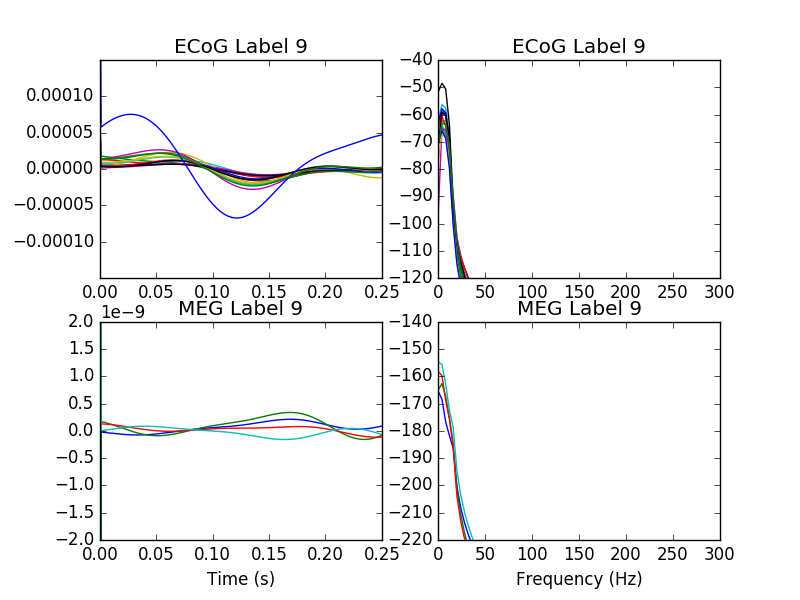 ECoG Label 9
ECoG Label 9
0.00010
0.00005
0.00000
−0.00005
−0.00010
0.00 0.05 0.10 0.15 0.20 0.25
−40
−50
−60
−70
−80
−90
−100
−110
−120
0 50 100 150 200 250 300
1e−9
MEG Label 9
MEG Label 9
2.0
1.5
1.0
0.5
0.0
−0.5
−1.0
−1.5
−2.0
0.00 0.05 0.10 0.15 0.20 0.25
Time (s)
−140
−150
−160
−170
−180
−190
−200
−210
−220
0 50 100 150 200 250 300
Frequency (Hz)